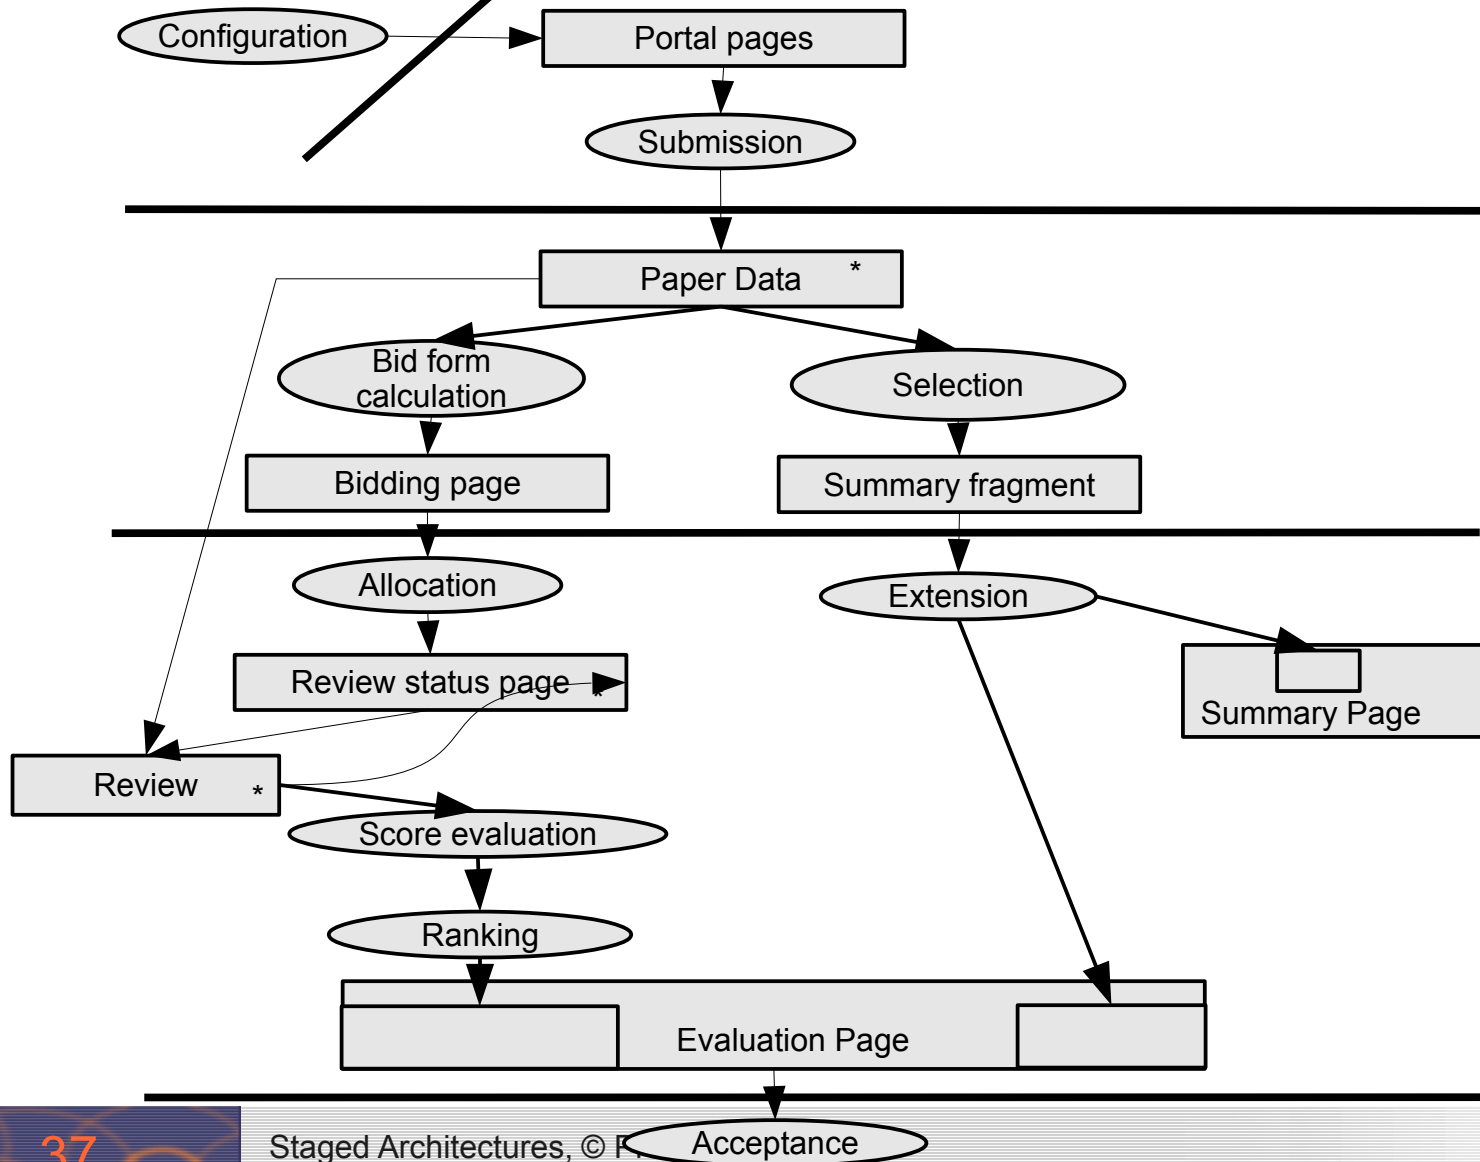 Configuration
Portal pages
Submission
Paper Data *
Bid form
calculation
Selection
Bidding page
Summary fragment
Allocation
Extension
Review status page *
Summary Page
Review *
Score evaluation
Ranking
Evaluation Page
Acceptance
37
Staged Architectures, ©